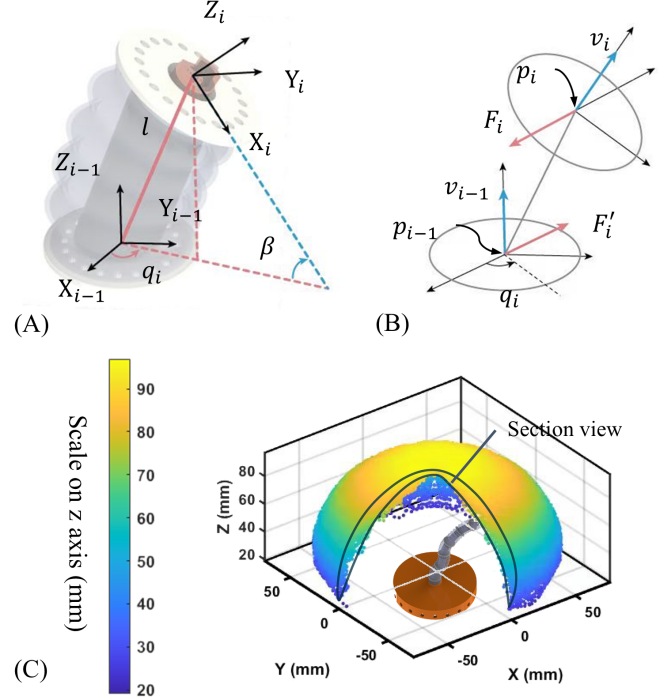 Z_i
Y_i
l
X_i
Z_{i-1}
Y_{i-1}
β
X_{i-1}
q_i
(A)
v_i
p_i
F_i
v_{i-1}
p_{i-1}
F_i'
q_i
(B)
90
80
70
60
50
40
30
20
Scale on z axis (mm)
Section view
80
60
40
20
Z (mm)
50
0
-50
Y (mm)
-50
0
50
X (mm)
(C)